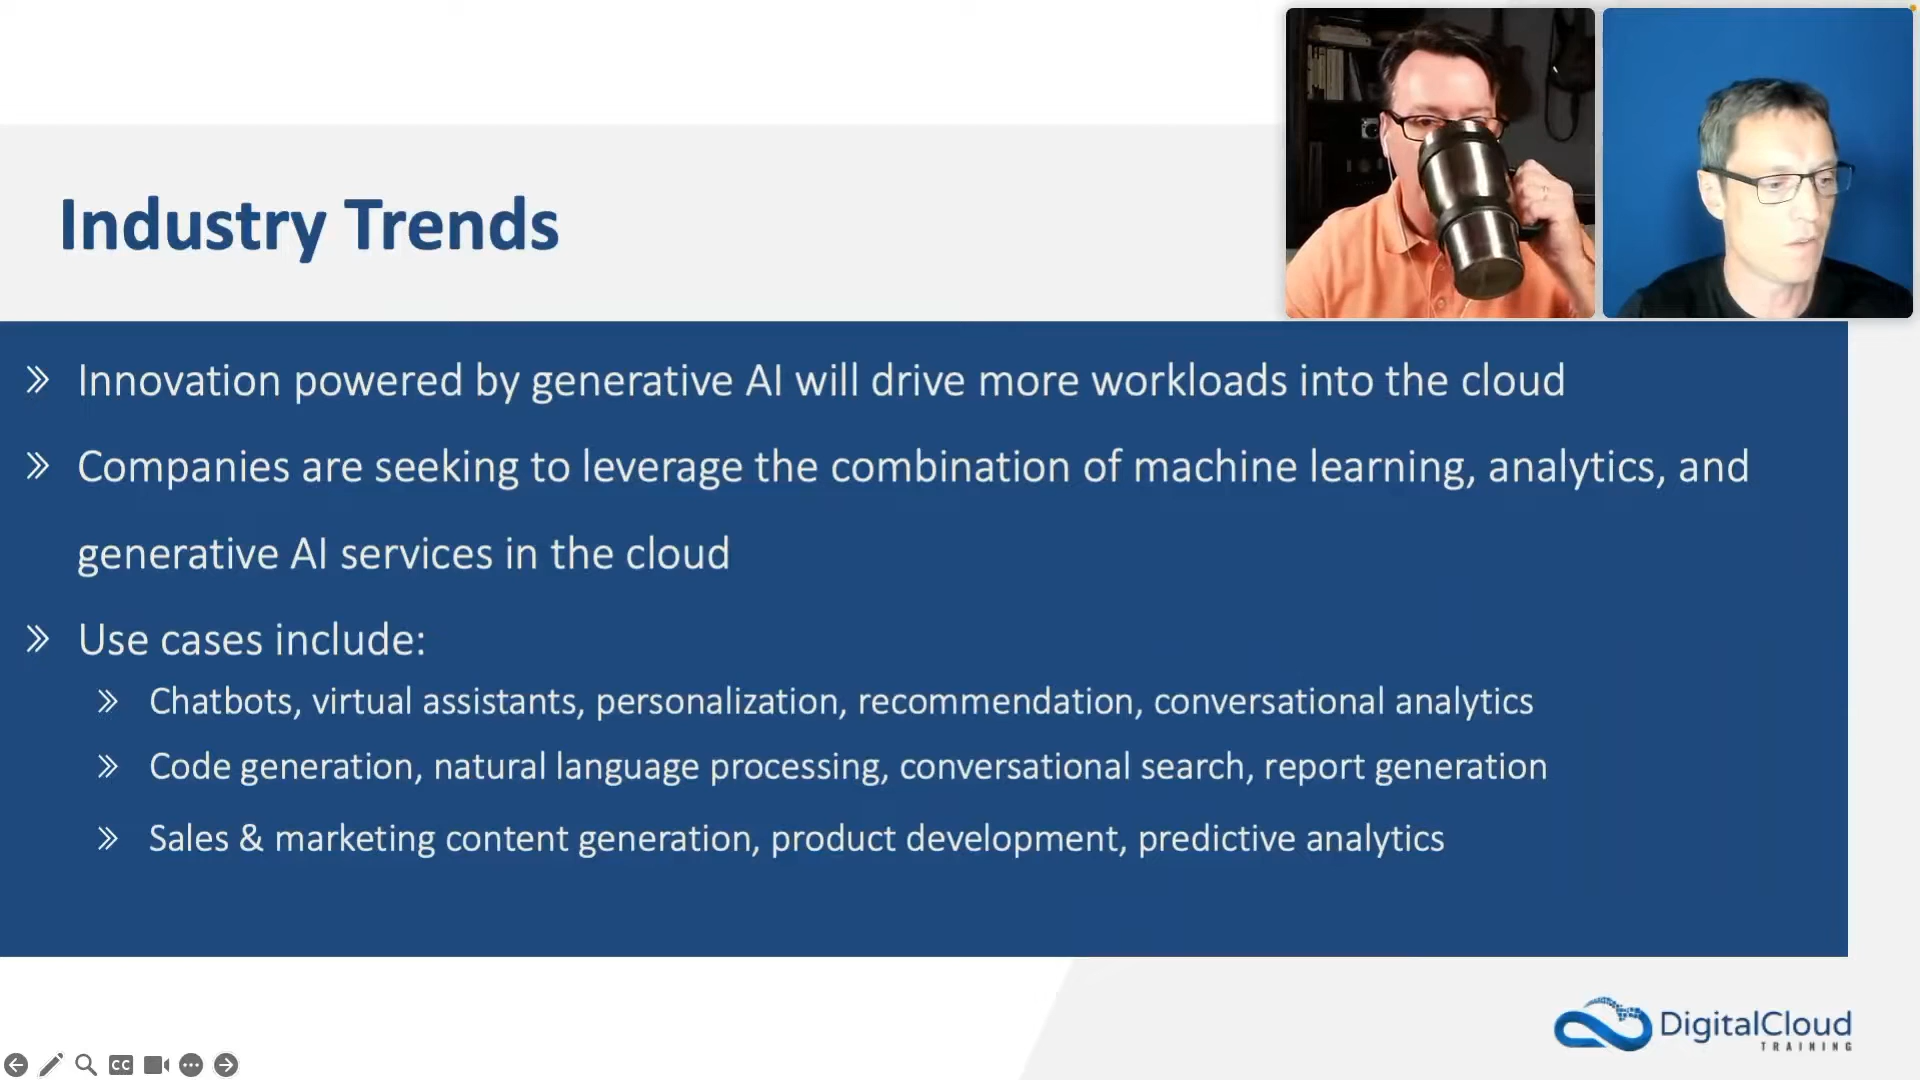 Industry Trends
Innovation powered by generative AI will drive more workloads into the cloud
Companies are seeking to leverage the combination of machine learning, analytics, and
generative AI services in the cloud
Use cases include:
Chatbots, virtual assistants, personalization, recommendation, conversational analytics
Code generation, natural language processing, conversational search, report generation
Sales & marketing content generation, product development, predictive analytics
DigitalCloud
TRAINING
CC